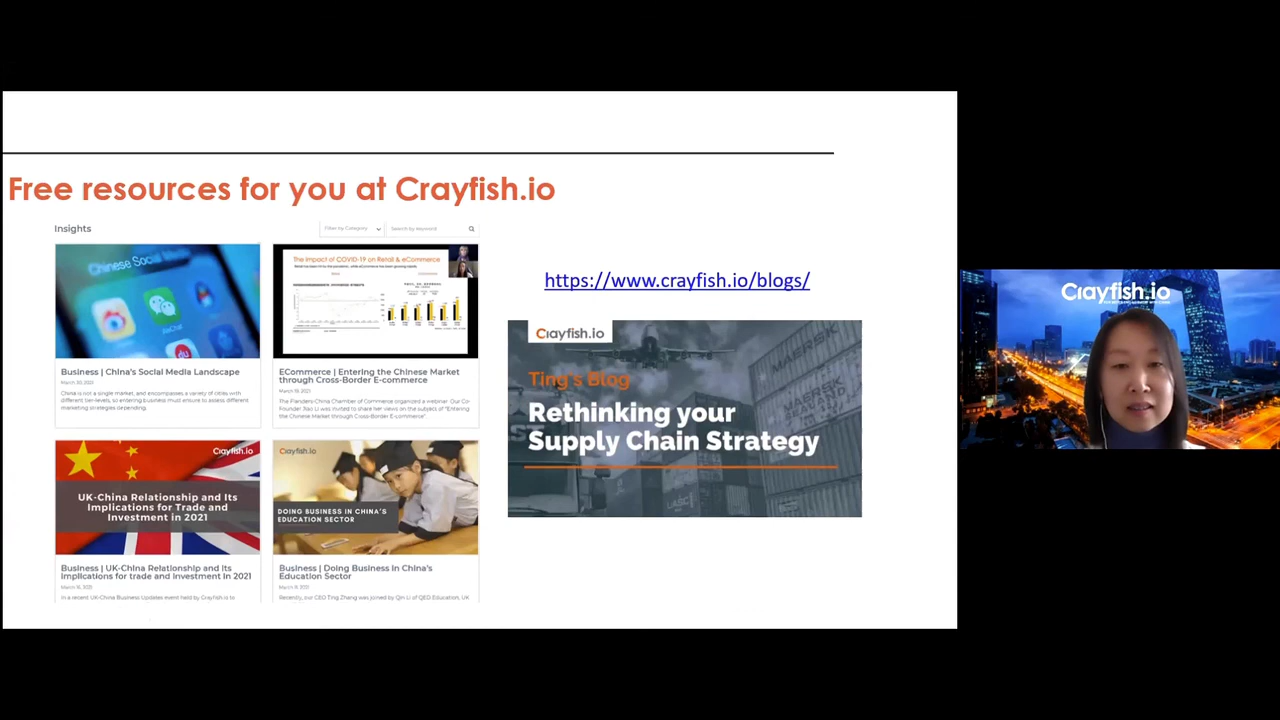 Free resources for you at Crayfish.io
Insights
Filter by Category
Search by keyword
Chinese Social
WeChat
Business | China's Social Media Landscape
March 30, 2021
China is not a single market, and encompasses a variety of cities with
different tier-levels, so entering business must ensure to assess different
marketing strategies depending.
The Impact of COVID-19 on Retail & eCommerce
ECommerce | Entering the Chinese Market
through Cross-Border E-commerce
March 19, 2021
The Flanders-China Chamber of Commerce organized a webinar. Our Co-
Founder Jiao Li was invited to share her views on the subject of "Entering
the Chinese Market through Cross-Border E-commerce"
Crayfish.io
UK-China Relationship and Its
Implications for Trade and
Investment in 2021
Business | UK-China Relationship and Its
Implications for trade and investment in 2021
March 16, 2021
In a recent UK-China Business Updates event held by Crayfish.io to
Crayfish.io
DOING BUSINESS IN CHINA'S
EDUCATION SECTOR
Business | Doing Business in China's
Education Sector
Recently, our CEO Ting Zhang was joined by Qin Li of QED Education, UK
https://www.crayfish.io/blogs/
Crayfish.io
Ting's Blog
Rethinking your
Supply Chain Strategy
MAERSK
UASC
Crayfish.io